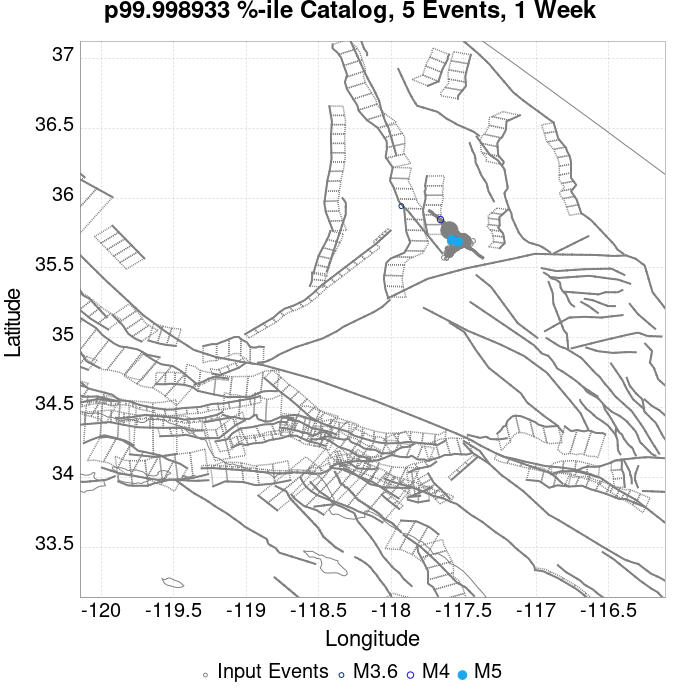 p99.998933 %-ile Catalog, 5 Events, 1 Week
37
36.5
36
35.5
35
34.5
34
33.5
Latitude
-120 -119.5 -119 -118.5 -118 -117.5 -117 -116.5
Longitude
Input Events M3.6 M4 M5